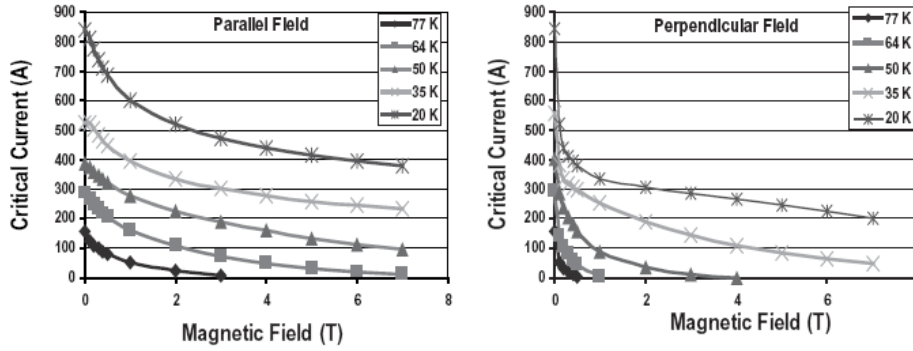 Parallel Field
Critical Current (A)
900
800
700
600
500
400
300
200
100
0
0
2
4
6
8
Magnetic Field (T)
77 K
64 K
50 K
35 K
20 K
Perpendicular Field
Critical Current (A)
900
800
700
600
500
400
300
200
100
0
0
2
4
6
Magnetic Field (T)
77 K
64 K
50 K
35 K
20 K